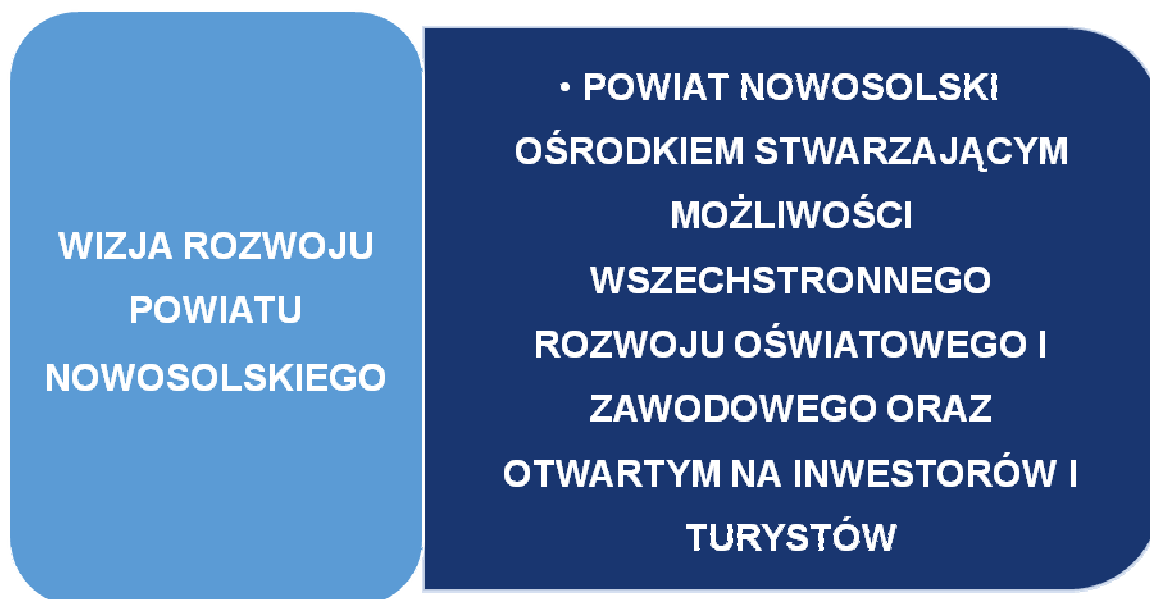 WIZJA ROZWOJU
POWIATU
NOWOSOLSKIEGO
• POWIAT NOWOSOLSKI
OŚRODKIEM STWARZAJĄCYM
MOŻLIWOŚCI
WSZECHSTRONNEGO
ROZWOJU OŚWIATOWEGO I
ZAWODOWEGO ORAZ
OTWARTYM NA INWESTORÓW I
TURYSTÓW